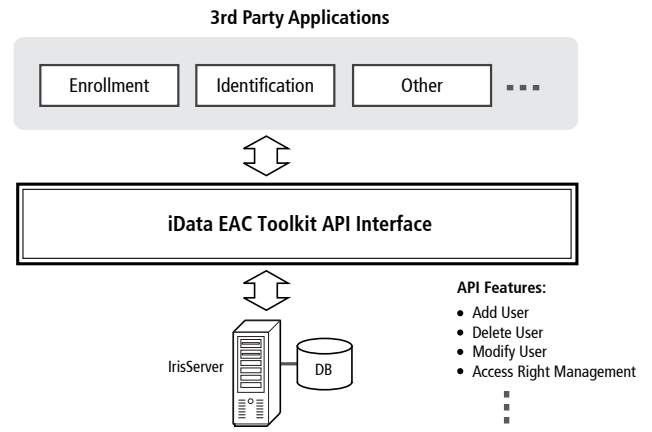 3rd Party Applications
Enrollment
Identification
Other
iData EAC Toolkit API Interface
IrisServer
DB
API Features:
• Add User
• Delete User
• Modify User
• Access Right Management